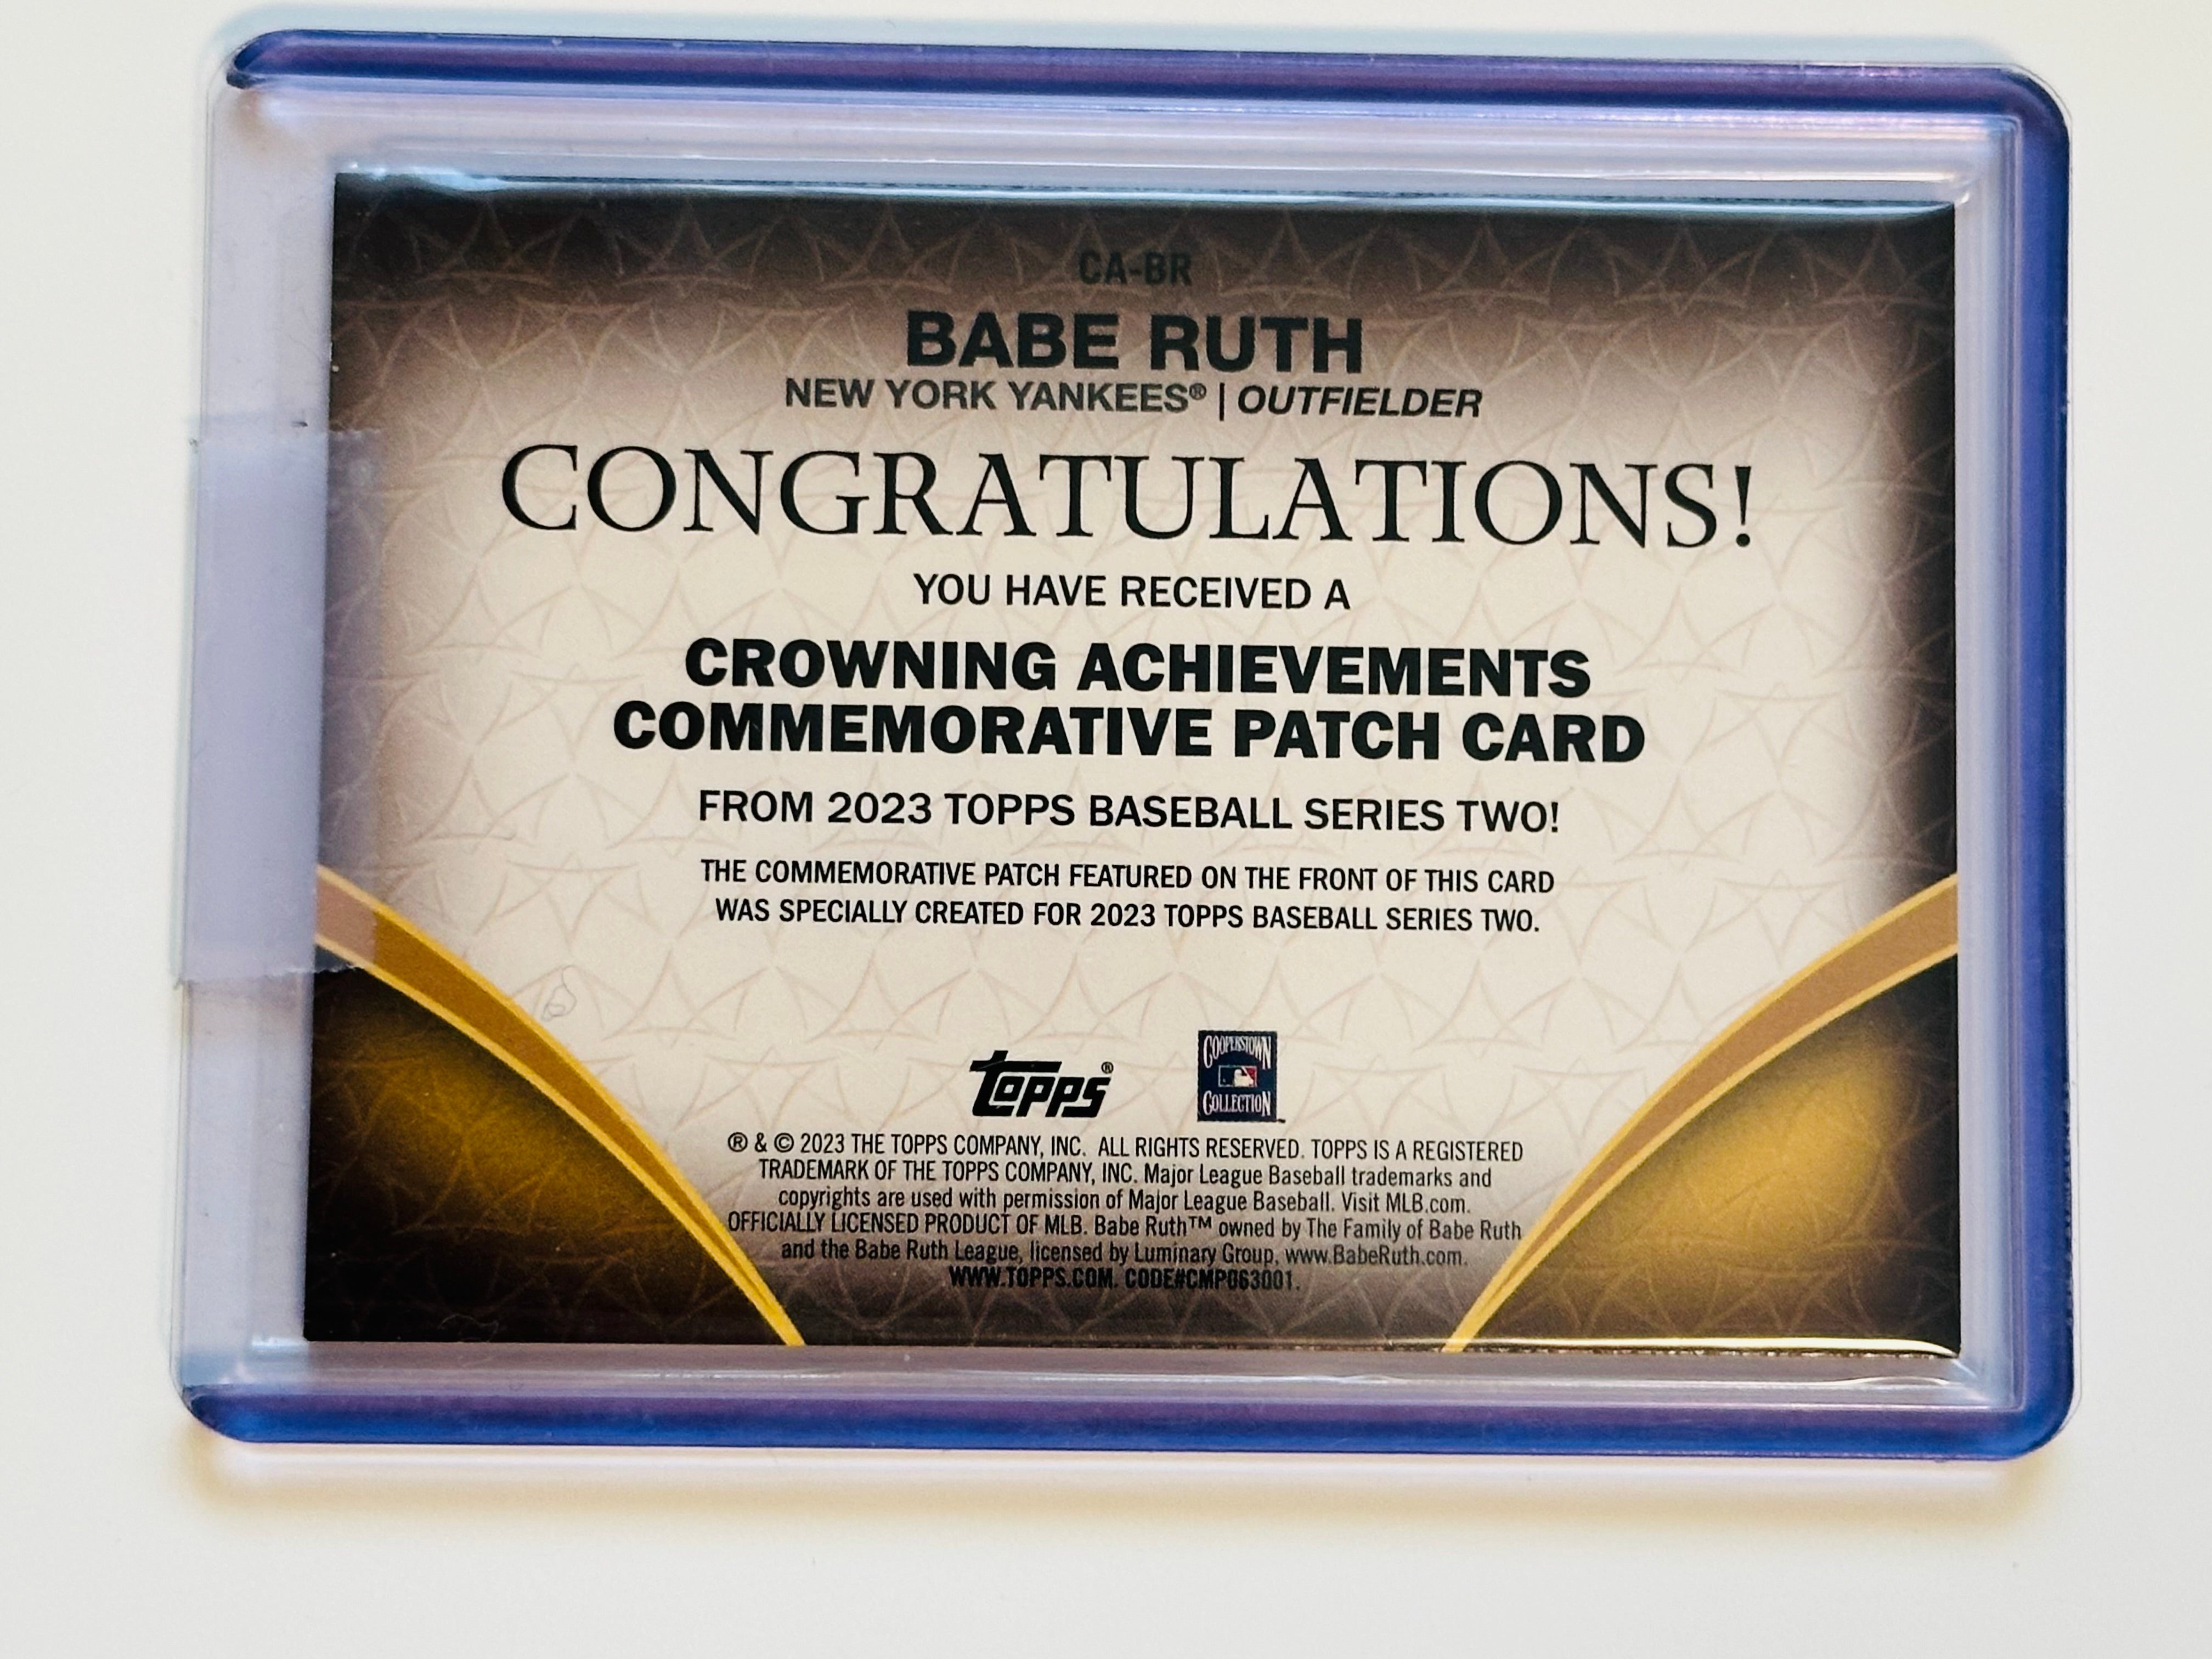 CA-BR
BABE RUTH
NEW YORK YANKEES® | OUTFIELDER
CONGRATULATIONS!
YOU HAVE RECEIVED A
CROWNING ACHIEVEMENTS
COMMEMORATIVE PATCH CARD
FROM 2023 TOPPS BASEBALL SERIES TWO!
THE COMMEMORATIVE PATCH FEATURED ON THE FRONT OF THIS CARD
WAS SPECIALLY CREATED FOR 2023 TOPPS BASEBALL SERIES TWO.
topps®
COOPERSTOWN
COLLECTION™
® & © 2023 THE TOPPS COMPANY, INC. ALL RIGHTS RESERVED. TOPPS IS A REGISTERED
TRADEMARK OF THE TOPPS COMPANY, INC. Major League Baseball trademarks and
copyrights are used with permission of Major League Baseball. Visit MLB.com.
OFFICIALLY LICENSED PRODUCT OF MLB. Babe Ruth™ owned by The Family of Babe Ruth
and the Babe Ruth League, licensed by Luminary Group, www.BabeRuth.com.
WWW.TOPPS.COM. CODE#CMP063001.